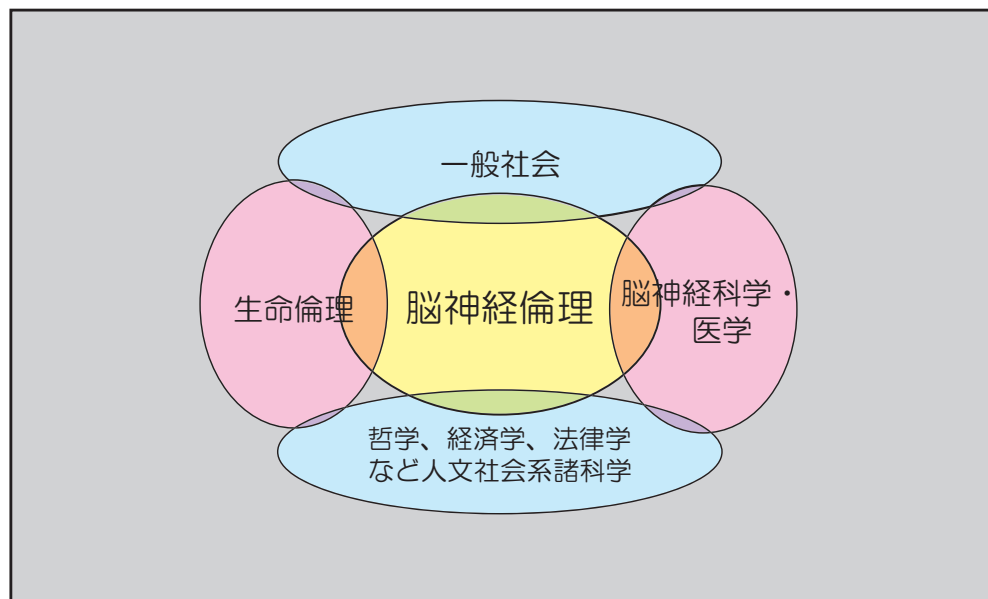 一般社会
生命倫理
脳神経倫理
脳神経科学・
医学
哲学、経済学、法律学
など人文社会系諸科学